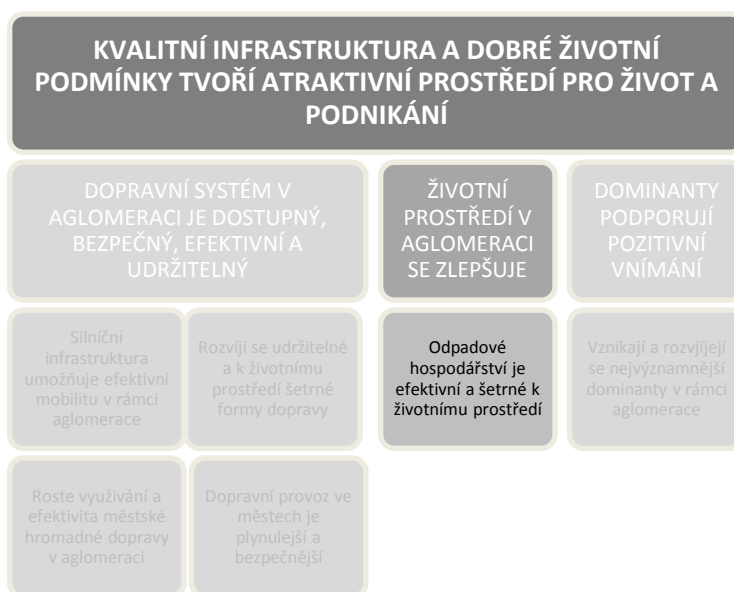 KVALITNÍ INFRASTRUKTURA A DOBRÉ ŽIVOTNÍ
PODMÍNKY TVOŘÍ ATRAKTIVNÍ PROSTŘEDÍ PRO ŽIVOT A
PODNIKÁNÍ
DOPRAVNÍ SYSTÉM V
AGLOMERACI JE DOSTUPNÝ,
BEZPEČNÝ, EFEKTIVNÍ A
UDRŽITELNÝ
ŽIVOTNÍ
PROSTŘEDÍ V
AGLOMERACI
SE ZLEPŠUJE
DOMINANTY
PODPORUJÍ
POZITIVNÍ
VNÍMÁNÍ
Silníční
infrastruktura
umožňuje efektivní
mobilitu v rámci
aglomerace
Rozvíjí se udržitelné
a k životnímu
prostředí šetrné
formy dopravy
Odpadové
hospodářství je
efektivní a šetrné k
životnímu prostředí
Vznikají a rozvjíjejí
se nejvýznamnější
dominanty v rámci
aglomerace
Roste využívání a
efektivita městské
hromadné dopravy
v aglomeraci
Dopravní provoz ve
městech je
plynulejší a
bezpečnější